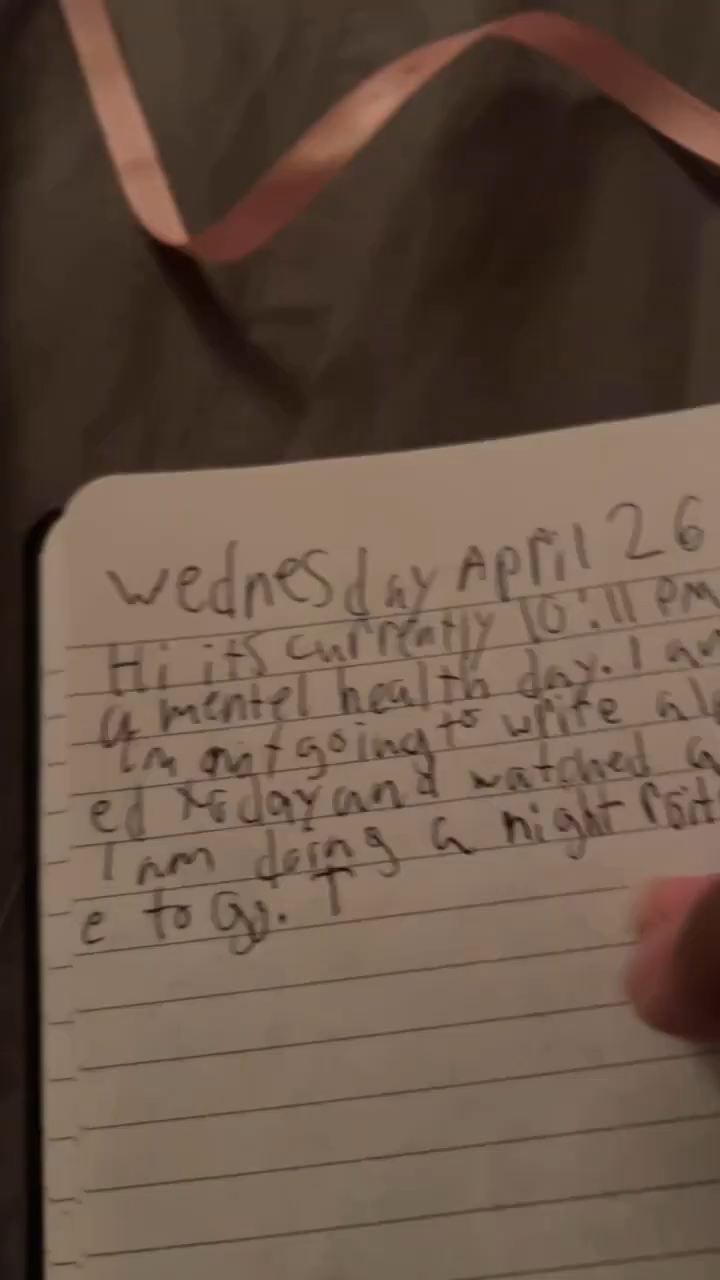 Wednesday April 26
Hi its currently 10:11 PM
a mentel health day. I am
Im not going to write
ed today and watched a
I am doing a night
e to go. T